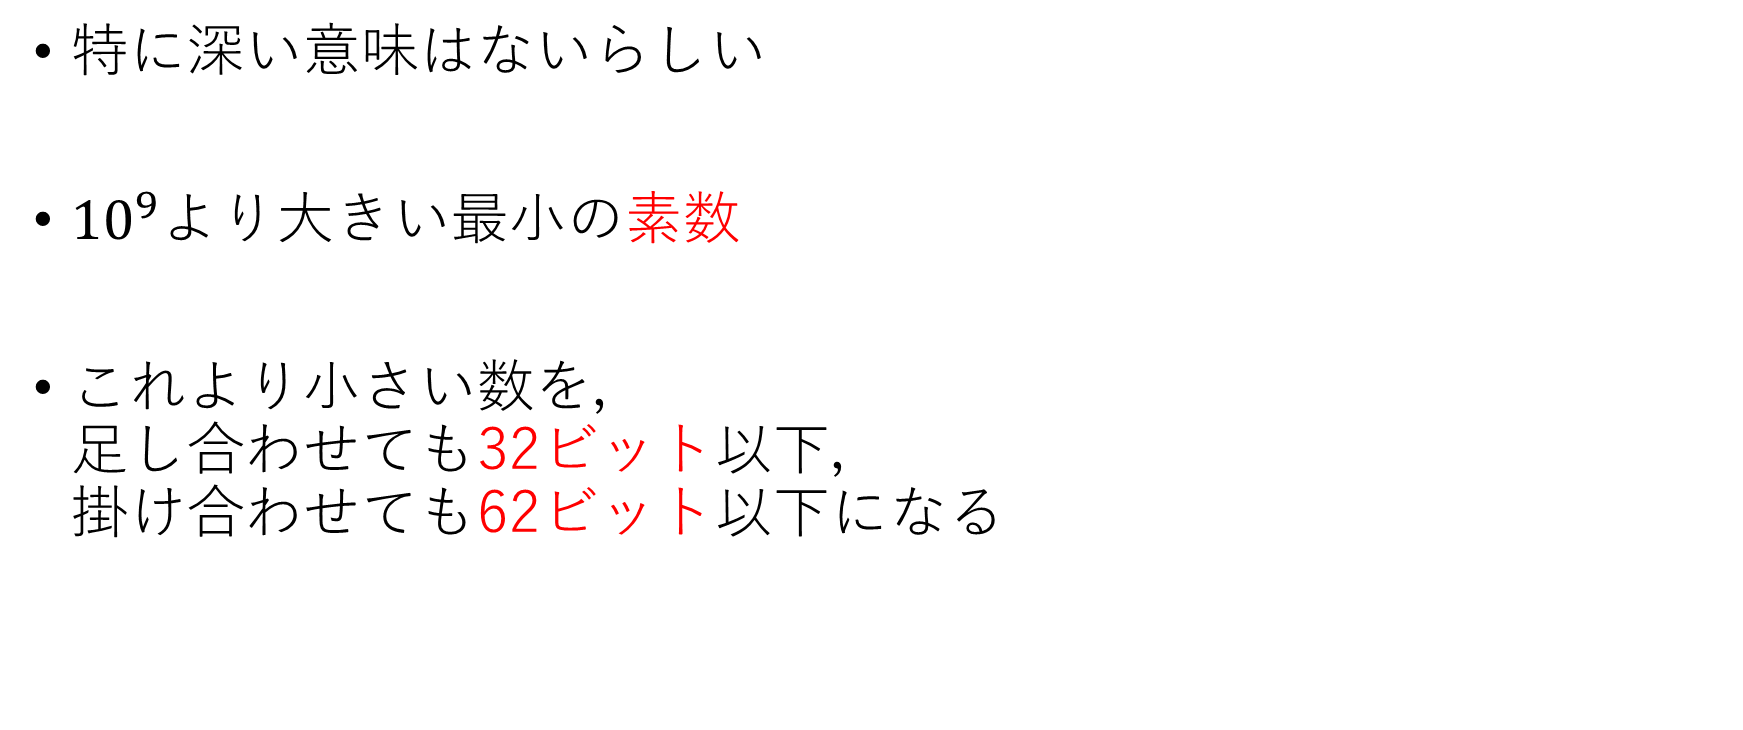 • 特に深い意味はないらしい
• 10⁹より大きい最小の素数
• これより小さい数を,
足し合わせても32ビット以下,
掛け合わせても62ビット以下になる